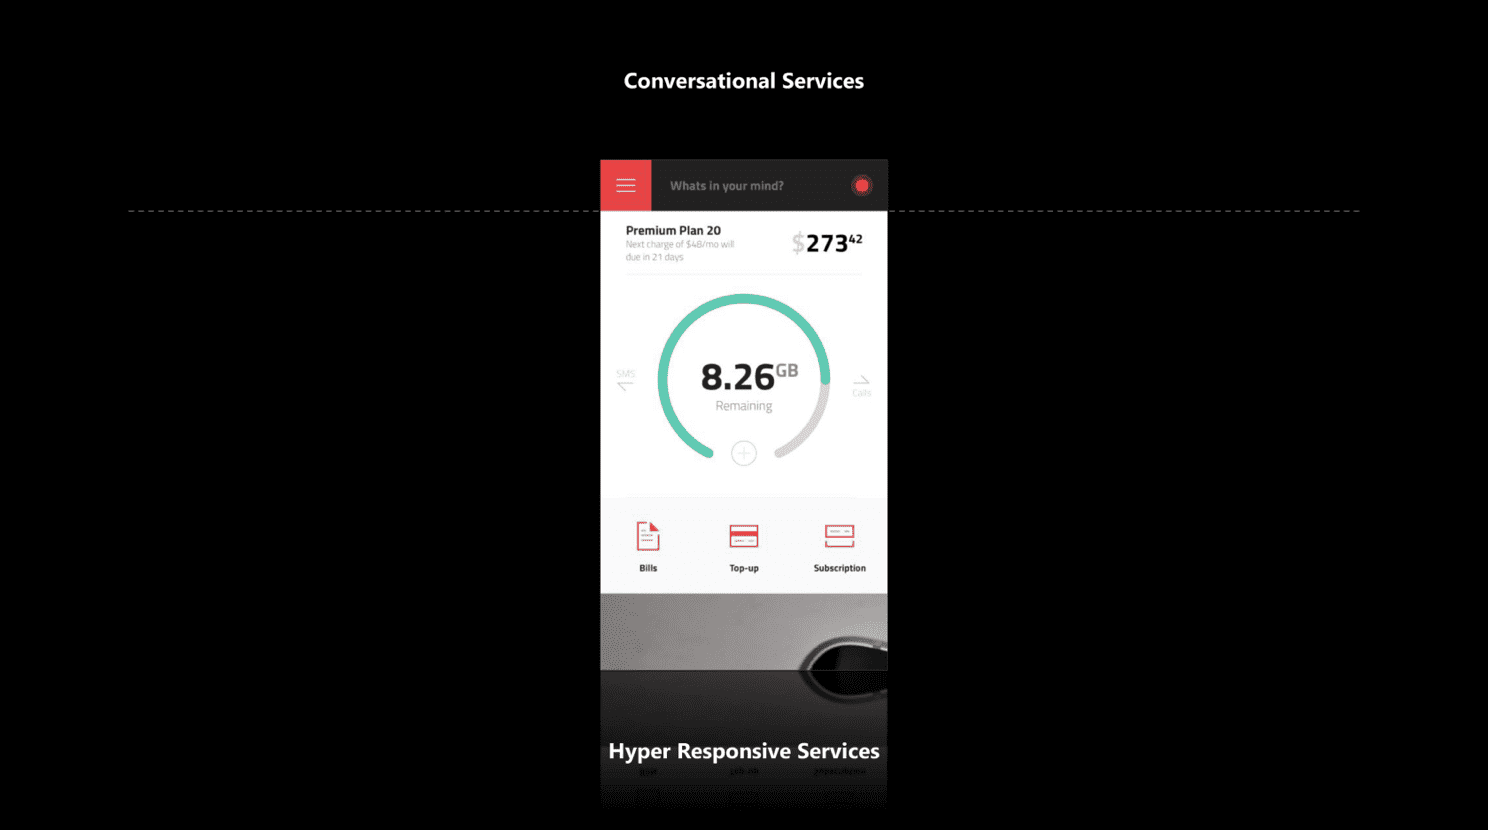 Conversational Services
Whats in your mind?
Premium Plan 20
Next charge of $48/mo will
due in 21 days
$27342
SMS
8.26GB
Remaining
Calls
Bills
Top-up
Subscription
Hyper Responsive Services